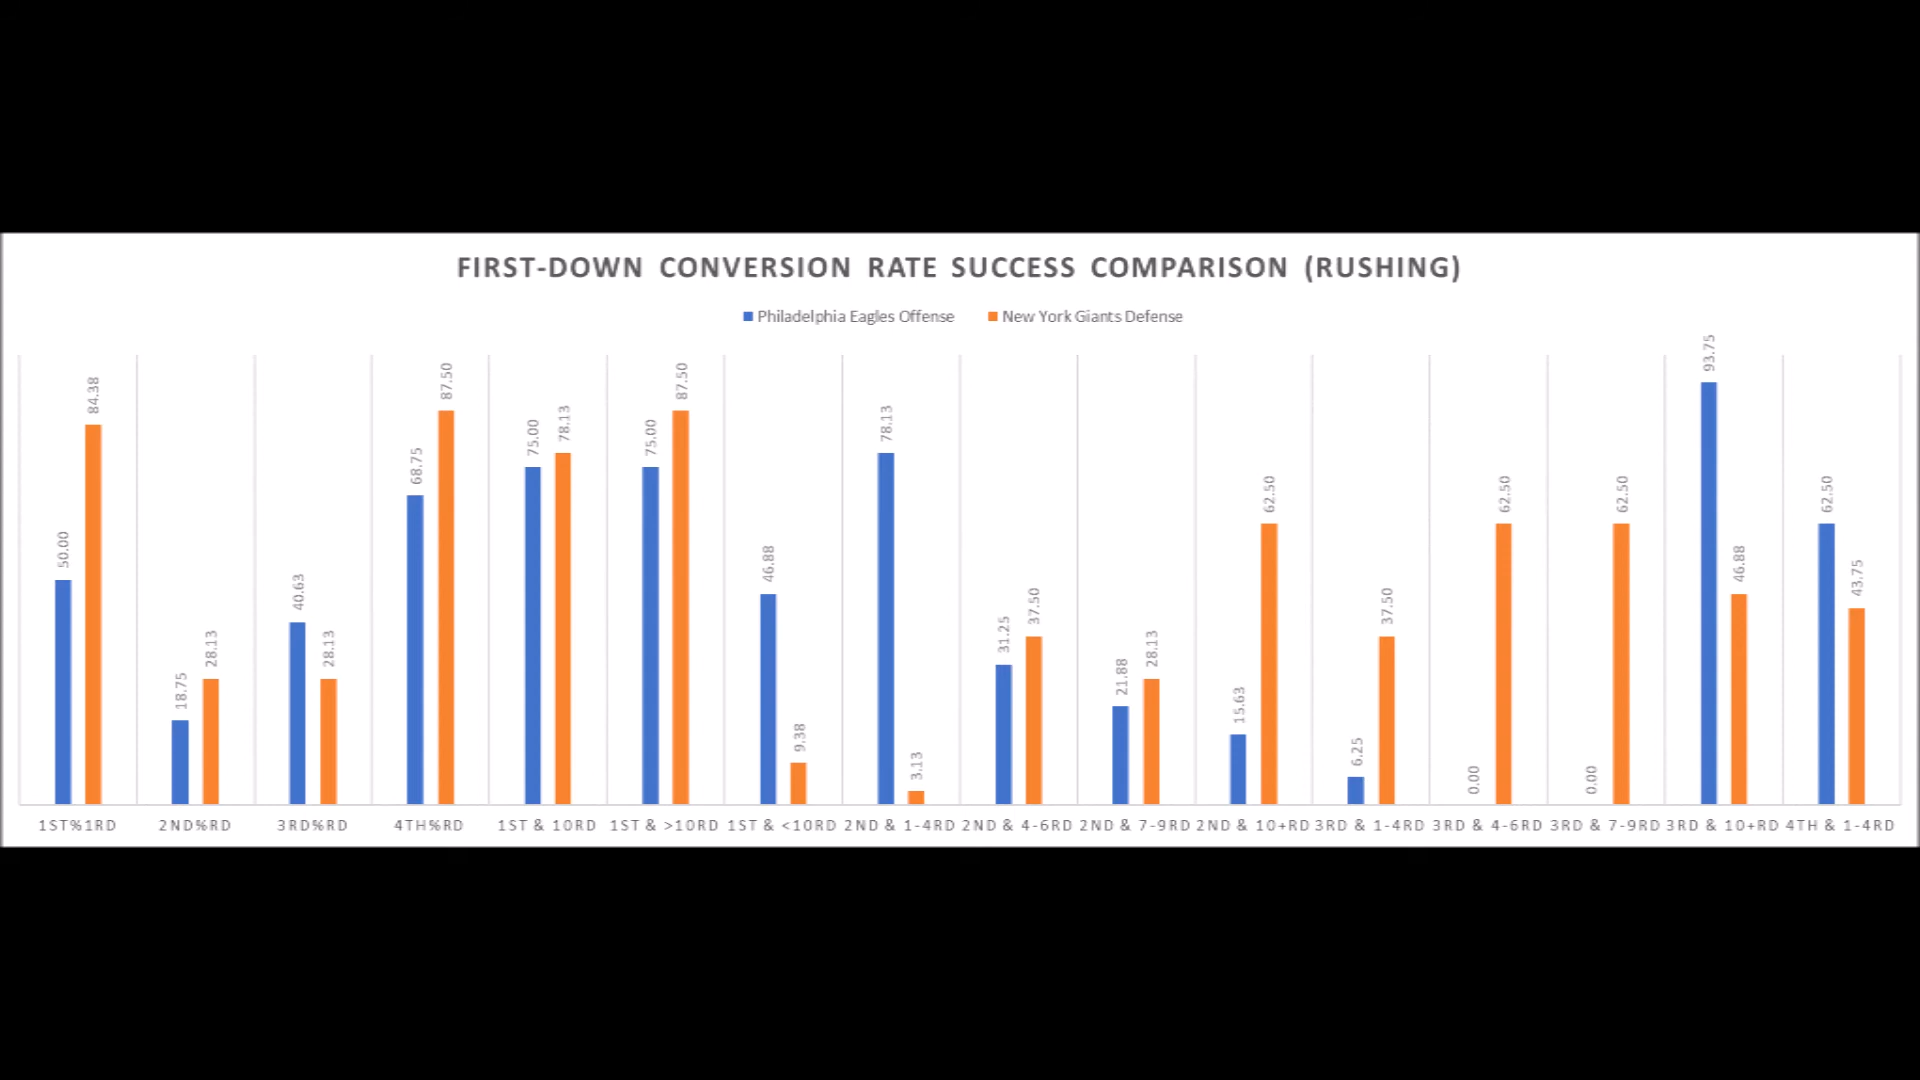 FIRST-DOWN CONVERSION RATE SUCCESS COMPARISON (RUSHING)
Philadelphia Eagles Offense New York Giants Defense
50.00 84.38 18.75 28.13 40.63 28.13 68.75 87.50 75.00 78.13 75.00 87.50 46.88 9.38 78.13 3.13 31.25 37.50 21.88 28.13 15.63 62.50 6.25 37.50 0.00 62.50 0.00 62.50 93.75 46.88 62.50 43.75
1ST%1RD 2ND%RD 3RD%RD 4TH%RD 1ST & 10RD 1ST & >10RD 1ST & <10RD 2ND & 1-4RD 2ND & 4-6RD 2ND & 7-9RD 2ND & 10+RD 3RD & 1-4RD 3RD & 4-6RD 3RD & 7-9RD 3RD & 10+RD 4TH & 1-4RD